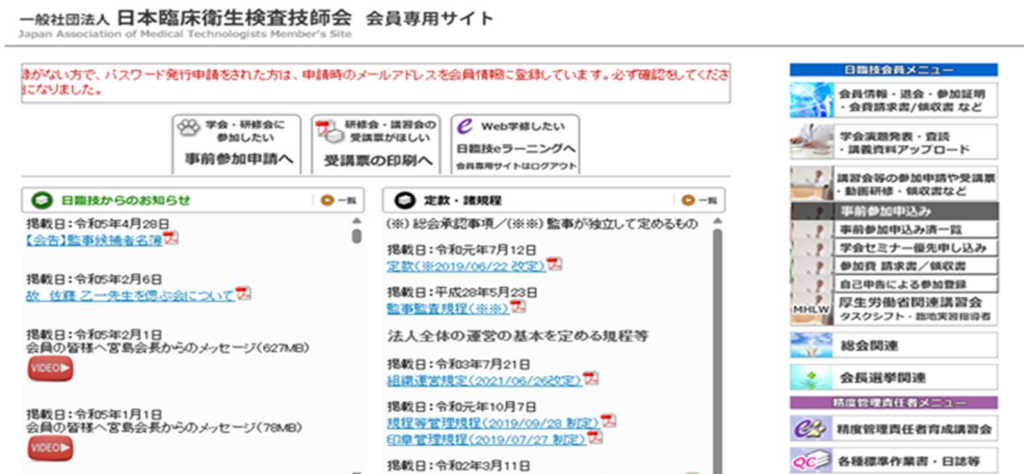 一般社団法人 日本臨床衛生検査技師会 会員専用サイト
Japan Association of Medical Technologists Member's Site
録がない方で、パスワード発行申請をされた方は、申請時のメールアドレスを会員情報に登録しています。必ず確認をしてくださ
になりました。
学会・研修会に
参加したい
事前参加申請へ
研修会・講習会の
受講票がほしい
受講票の印刷へ
Web学修したい
日臨技eラーニングへ
会員専用サイトはログアウト
日臨技からのお知らせ
一覧
掲載日:令和5年4月28日
【会告】監事候補者名簿
掲載日:令和5年2月6日
故 佐藤 乙一先生を偲ぶ会について
掲載日:令和5年2月1日
会員の皆様へ宮島会長からのメッセージ(627MB)
VIDEO
掲載日:令和5年1月1日
会員の皆様へ宮島会長からのメッセージ(78MB)
VIDEO
定款・諸規程
一覧
(※)総会承認事項/(※※)監事が独立して定めるもの
掲載日:令和元年7月12日
定款(※2019/06/22 改定)
掲載日:平成28年5月23日
監事監査規程(※※)
法人全体の運営の基本を定める規程等
掲載日:令和3年7月21日
組織運営規定(2021/06/26改定)
掲載日:令和元年10月7日
規程等管理規程(2019/09/28 制定)
印章管理規程(2019/07/27 制定)
掲載日:令和2年3月11日
日臨技会員メニュー
会員情報・退会・参加証明
・会費請求書/領収書 など
学会演題発表・査読
・講義資料アップロード
講習会等の参加申請や受講票
・動画研修・領収書など
事前参加申込み
事前参加申込み済一覧
学会セミナー優先申し込み
参加費 請求書/領収書
自己申告による参加登録
MHLW
厚生労働省関連講習会
タスクシフト・臨地実習指導者
総会関連
会長選挙関連
精度管理責任者メニュー
精度管理責任者育成講習会
QC
各種標準作業書・日誌等